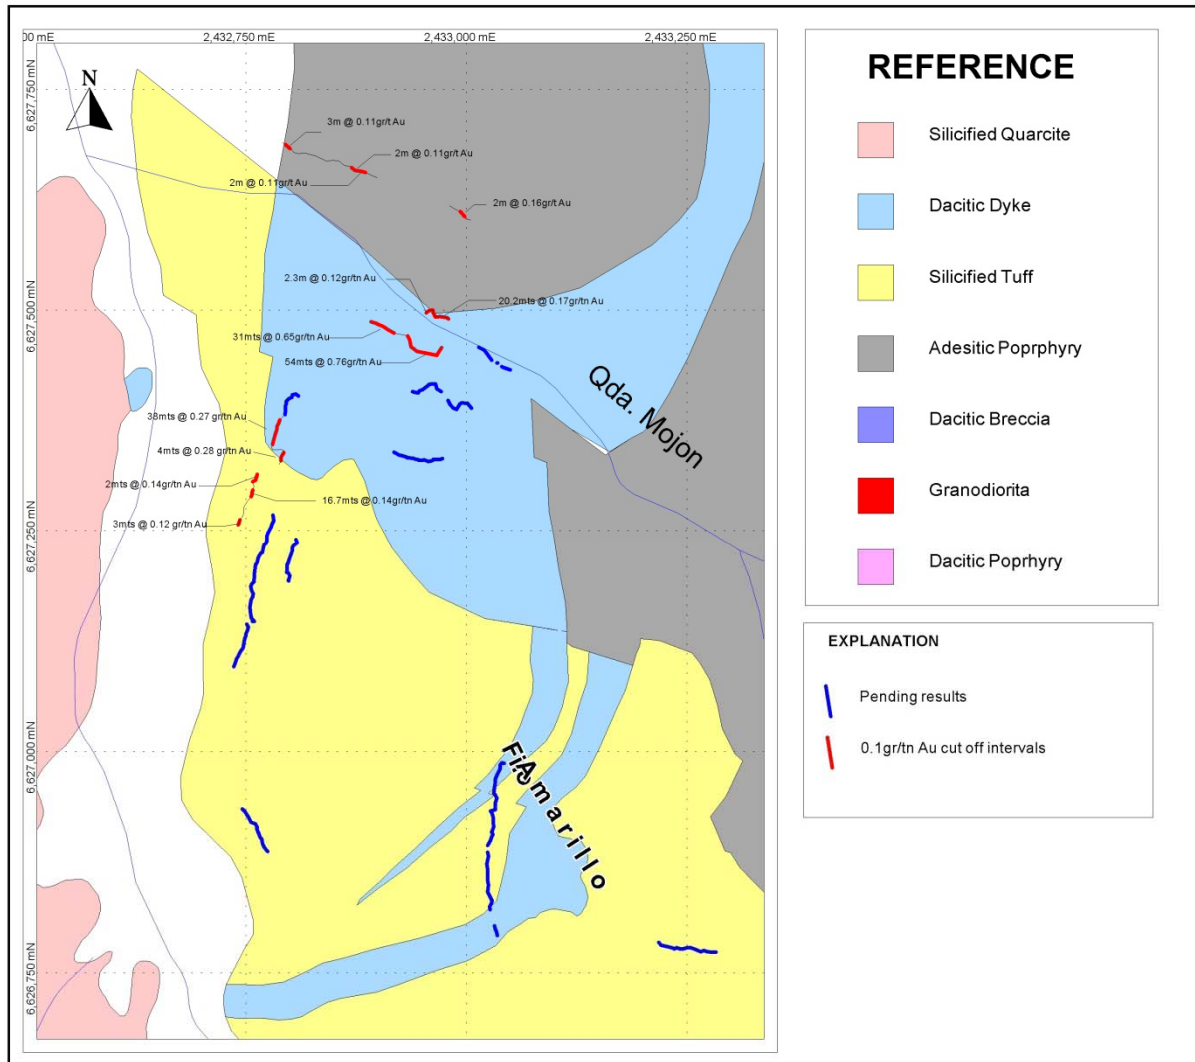 00 mE
2,432,750 mE
2,433,000 mE
2,433,250 mE
6,627,750 mN
6,627,500 mN
6,627,250 mN
6,627,000 mN
6,626,750 mN
N
3m @ 0.11gr/t Au
2m @ 0.11gr/t Au
2m @ 0.11gr/t Au
2m @ 0.16gr/t Au
2.3m @ 0.12gr/tn Au
20.2mts @ 0.17gr/tn Au
31mts @ 0.65gr/tn Au
54mts @ 0.76gr/tn Au
Qda. Mojon
38mts @ 0.27 gr/tn Au
4mts @ 0.28 gr/tn Au
2mts @ 0.14gr/tn Au
16.7mts @ 0.14gr/tn Au
3mts @ 0.12 gr/tn Au
Filo
Amarillo
REFERENCE
Silicified Quarcite
Dacitic Dyke
Silicified Tuff
Adesitic Poprphyry
Dacitic Breccia
Granodiorita
Dacitic Poprhyry
EXPLANATION
Pending results
0.1gr/tn Au cut off intervals